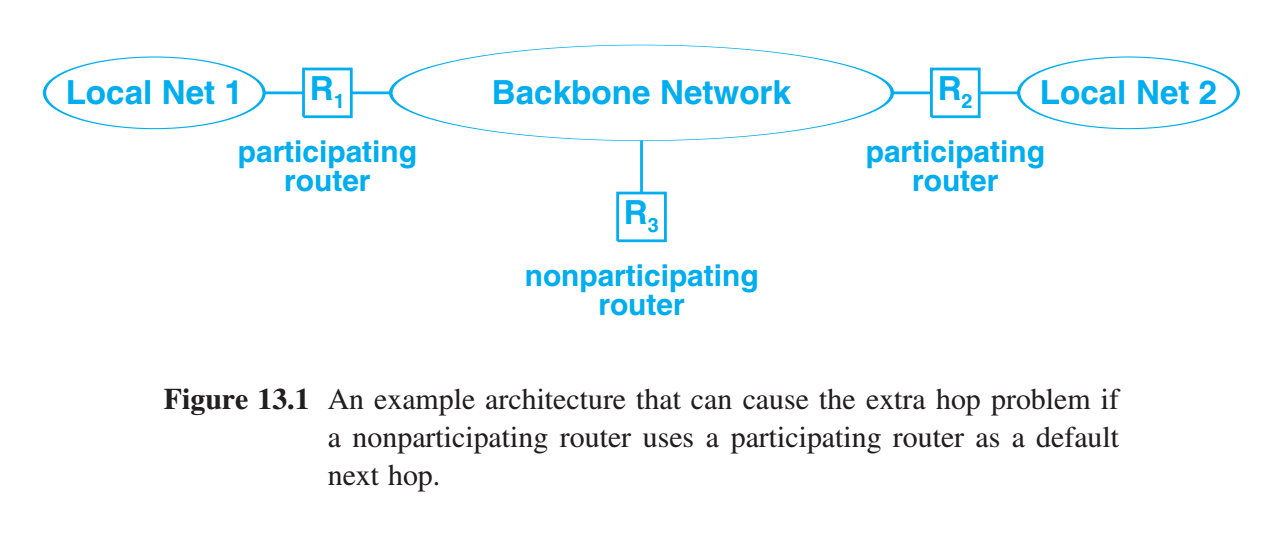 Local Net 1
R1
Backbone Network
R2
Local Net 2
participating
router
participating
router
R3
nonparticipating
router
Figure 13.1 An example architecture that can cause the extra hop problem if
a nonparticipating router uses a participating router as a default
next hop.